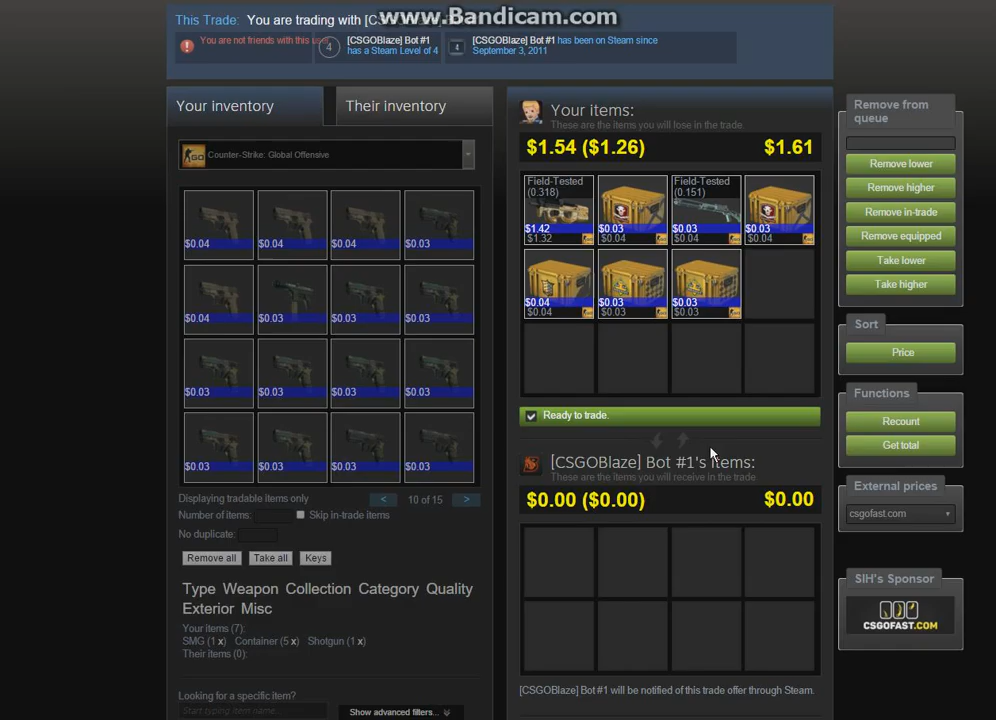 www.Bandicam.com
This Trade: You are trading with [CSGOBlaze]
You are not friends with this user
4
[CSGOBlaze] Bot #1
has a Steam Level of 4
4
[CSGOBlaze] Bot #1 has been on Steam since
September 3, 2011
Your inventory
Their inventory
Counter-Strike: Global Offensive
$0.04
$0.04
$0.04
$0.03
$0.04
$0.03
$0.03
$0.03
$0.03
$0.03
$0.03
$0.03
$0.03
$0.03
$0.03
$0.03
Displaying tradable items only
< 10 of 15 >
Number of items:
Skip in-trade items
No duplicate:
Remove all
Take all
Keys
Type Weapon Collection Category Quality
Exterior Misc
Your items (7):
SMG (1 x) Container (5 x) Shotgun (1 x)
Their items (0):
Looking for a specific item?
Start typing item name...
Show advanced filters...
Your items:
These are the items you will lose in the trade.
$1.54 ($1.26)
$1.61
Field-Tested
(0.318)
$1.42
$1.32
$0.03
$0.04
Field-Tested
(0.151)
$0.03
$0.04
$0.03
$0.04
$0.04
$0.04
$0.03
$0.03
$0.03
$0.03
Ready to trade.
[CSGOBlaze] Bot #1's items:
These are the items you will receive in the trade.
$0.00 ($0.00)
$0.00
[CSGOBlaze] Bot #1 will be notified of this trade offer through Steam.
Remove from
queue
Remove lower
Remove higher
Remove in-trade
Remove equipped
Take lower
Take higher
Sort
Price
Functions
Recount
Get total
External prices
csgofast.com
SIH's Sponsor
CSGOFAST.COM